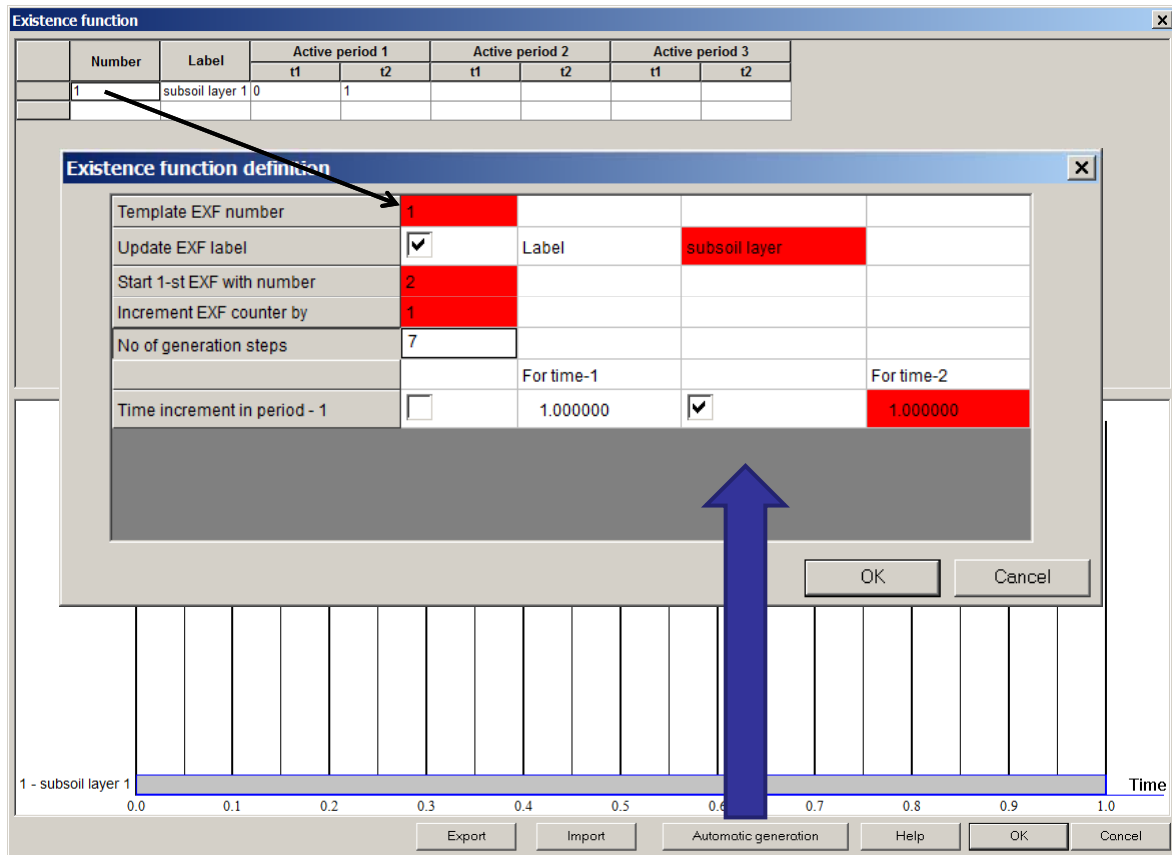 Existence function
Number Label Active period 1 Active period 2 Active period 3
t1 t2 t1 t2 t1 t2
1 subsoil layer 1 0 1
Existence function definition
Template EXF number 1
Update EXF label Label subsoil layer
Start 1-st EXF with number 2
Increment EXF counter by 1
No of generation steps 7
For time-1 For time-2
Time increment in period - 1 1.000000 1.000000
OK Cancel
1 - subsoil layer 1 Time
0.0 0.1 0.2 0.3 0.4 0.5 0.6 0.7 0.8 0.9 1.0
Export Import Automatic generation Help OK Cancel